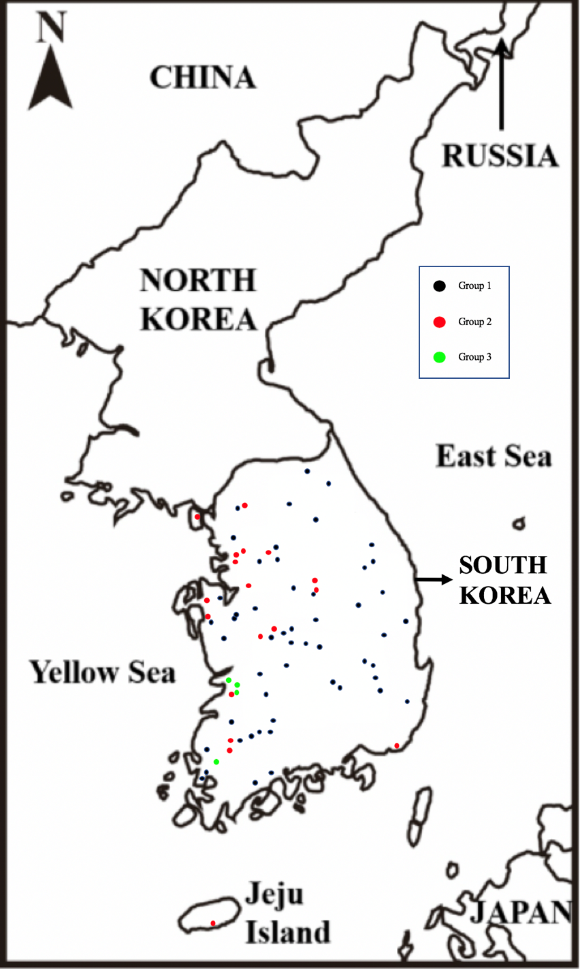 N
CHINA
RUSSIA
NORTH
KOREA
Group 1
Group 2
Group 3
East Sea
SOUTH
KOREA
Yellow Sea
Jeju
Island
JAPAN